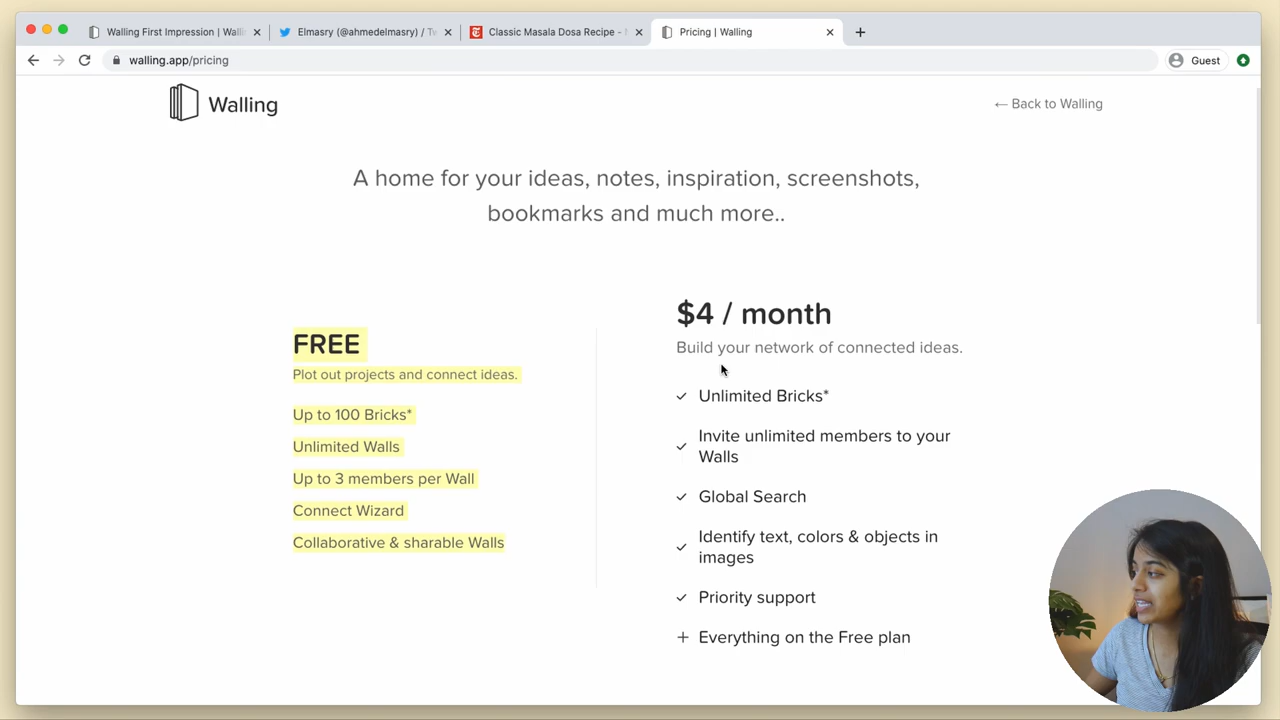 Walling First Impression | Walli
Elmasry (@ahmedelmasry) / Tw
Classic Masala Dosa Recipe -
Pricing | Walling
walling.app/pricing
Guest
Walling
← Back to Walling
A home for your ideas, notes, inspiration, screenshots,
bookmarks and much more..
FREE
Plot out projects and connect ideas.
Up to 100 Bricks*
Unlimited Walls
Up to 3 members per Wall
Connect Wizard
Collaborative & sharable Walls
$4 / month
Build your network of connected ideas.
Unlimited Bricks*
Invite unlimited members to your
Walls
Global Search
Identify text, colors & objects in
images
Priority support
Everything on the Free plan